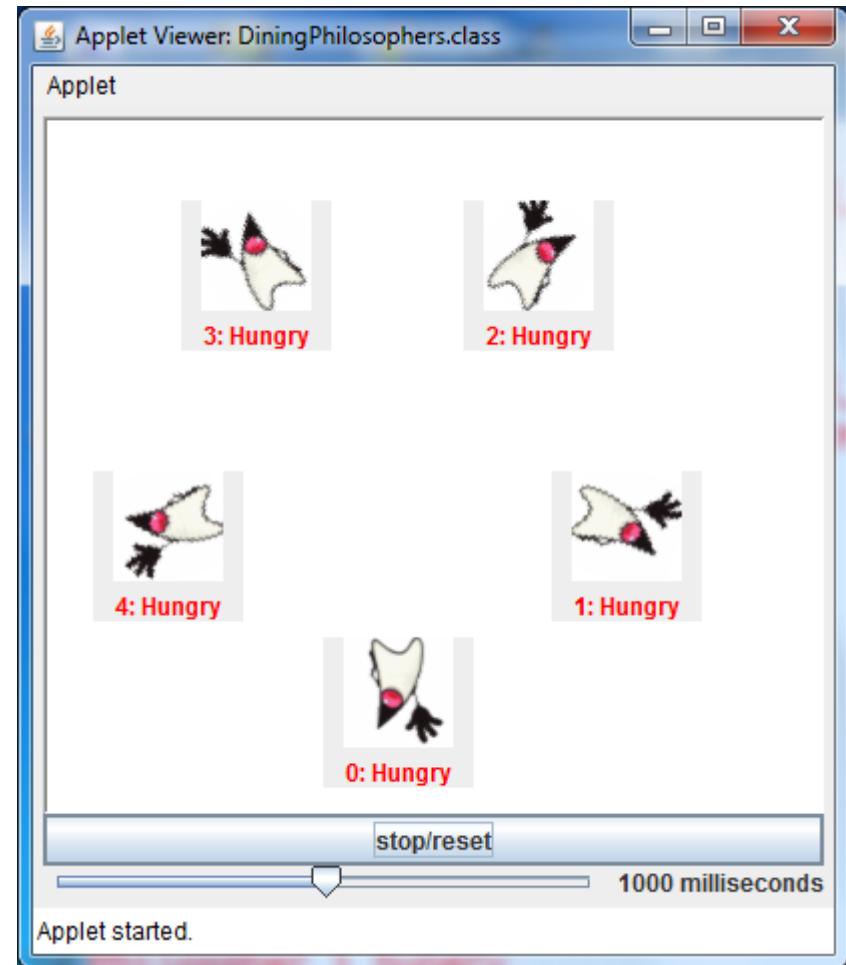 Applet Viewer: DiningPhilosophers.class
Applet
3: Hungry
2: Hungry
4: Hungry
1: Hungry
0: Hungry
stop/reset
1000 milliseconds
Applet started.